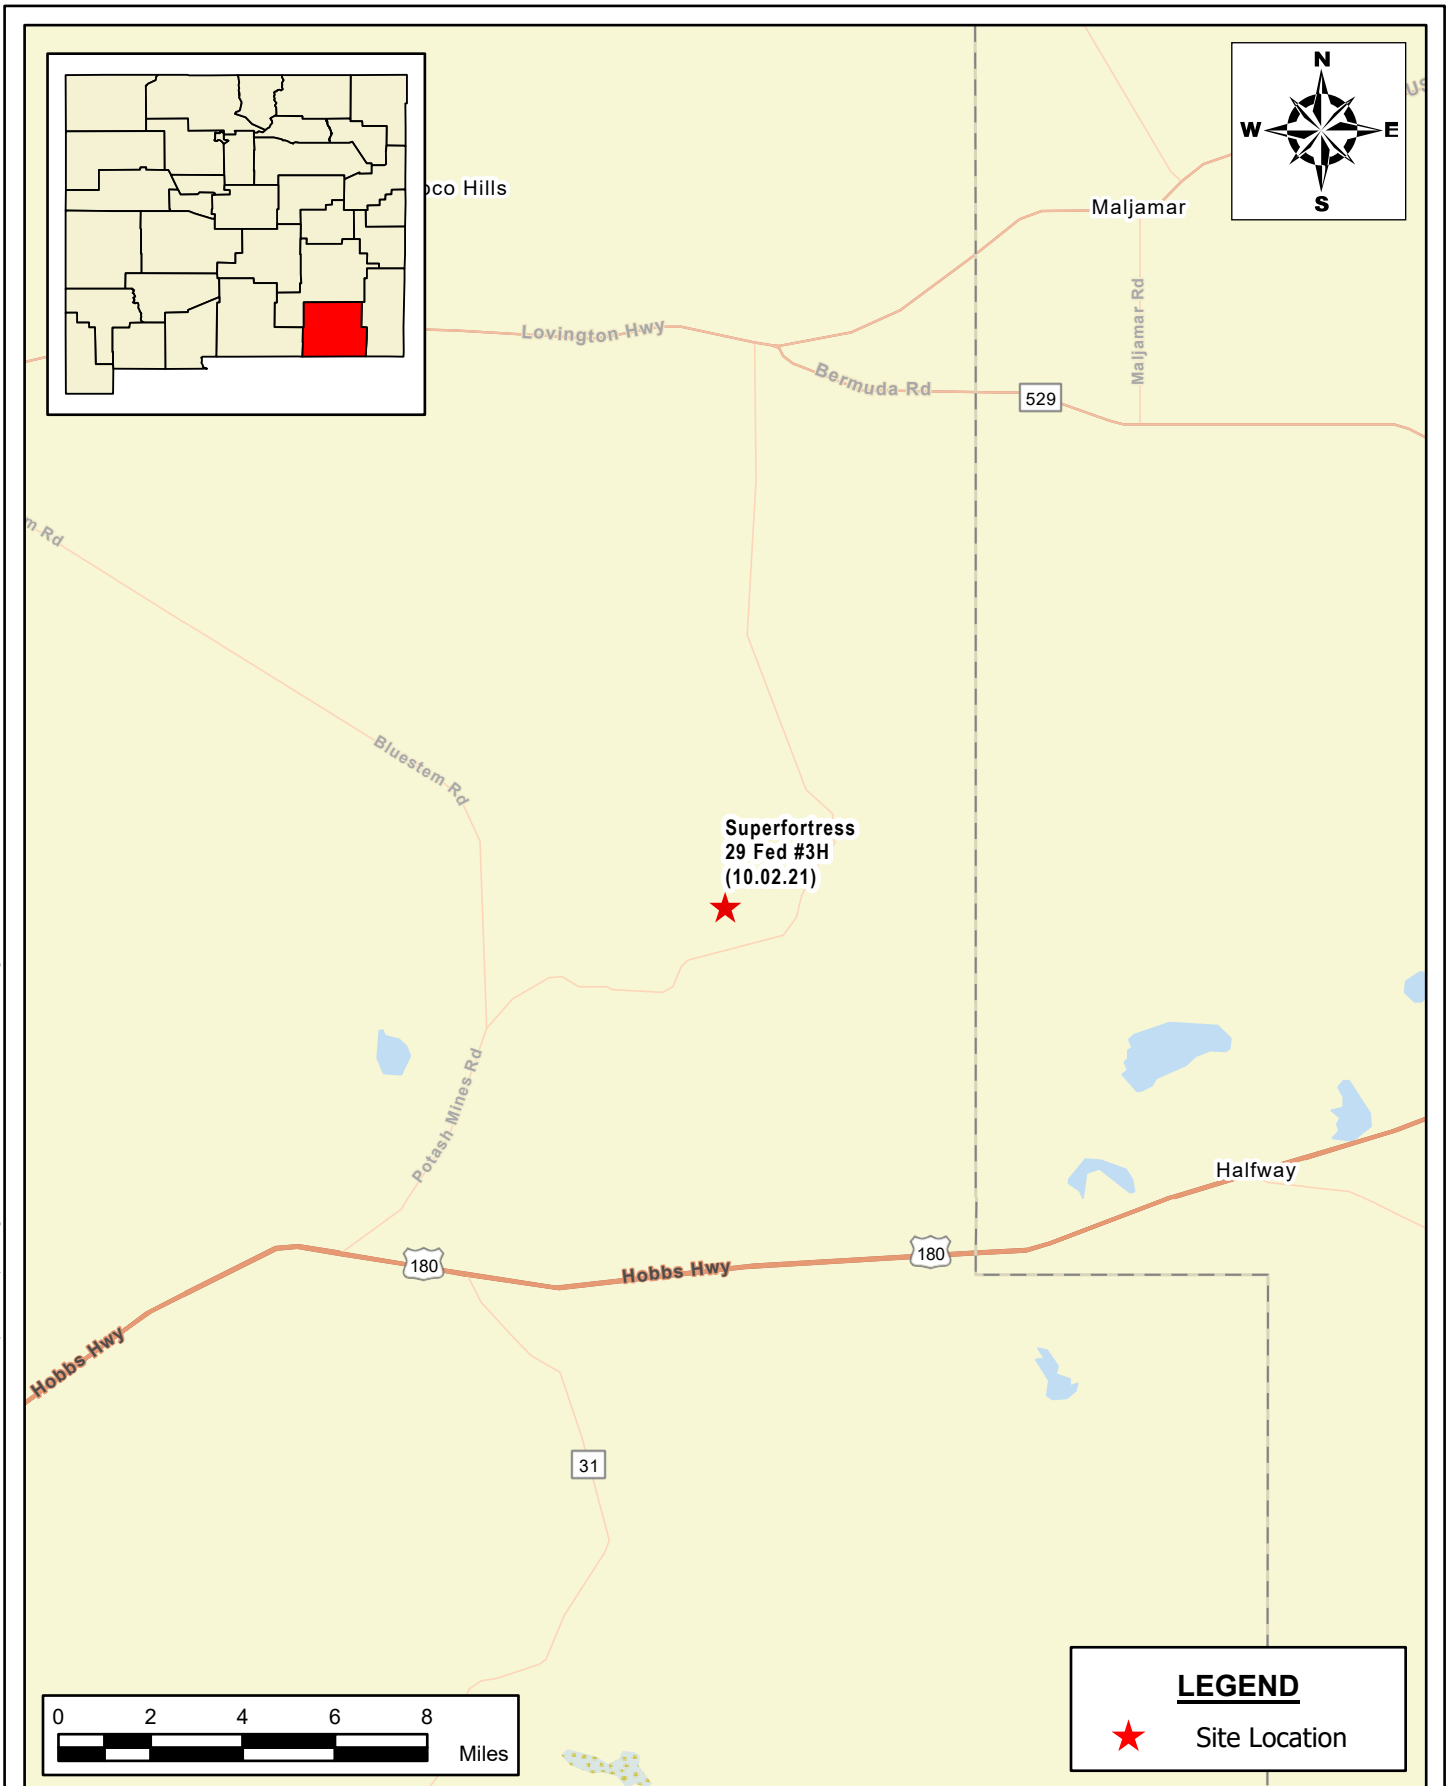 N
W
E
S
US
oco Hills
Maljamar
Maljamar Rd
Lovington Hwy
Bermuda Rd
529
m Rd
Bluestem Rd
Superfortress
29 Fed #3H
(10.02.21)
Potash Mines Rd
Halfway
180
180
Hobbs Hwy
Hobbs Hwy
31
LEGEND
Site Location
0 2 4 6 8
Miles